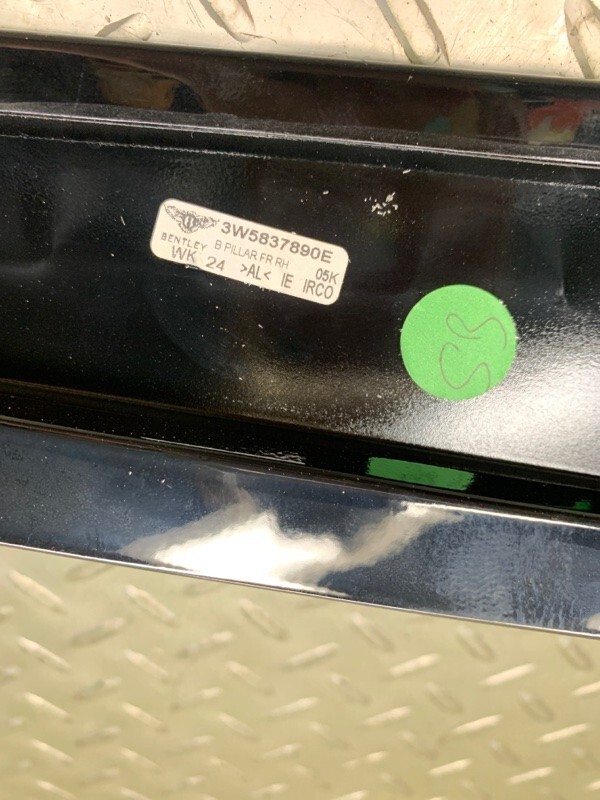 3W5837890E
BENTLEY B PILLAR FR RH 05K
WK 24 >AL< IE IRCO